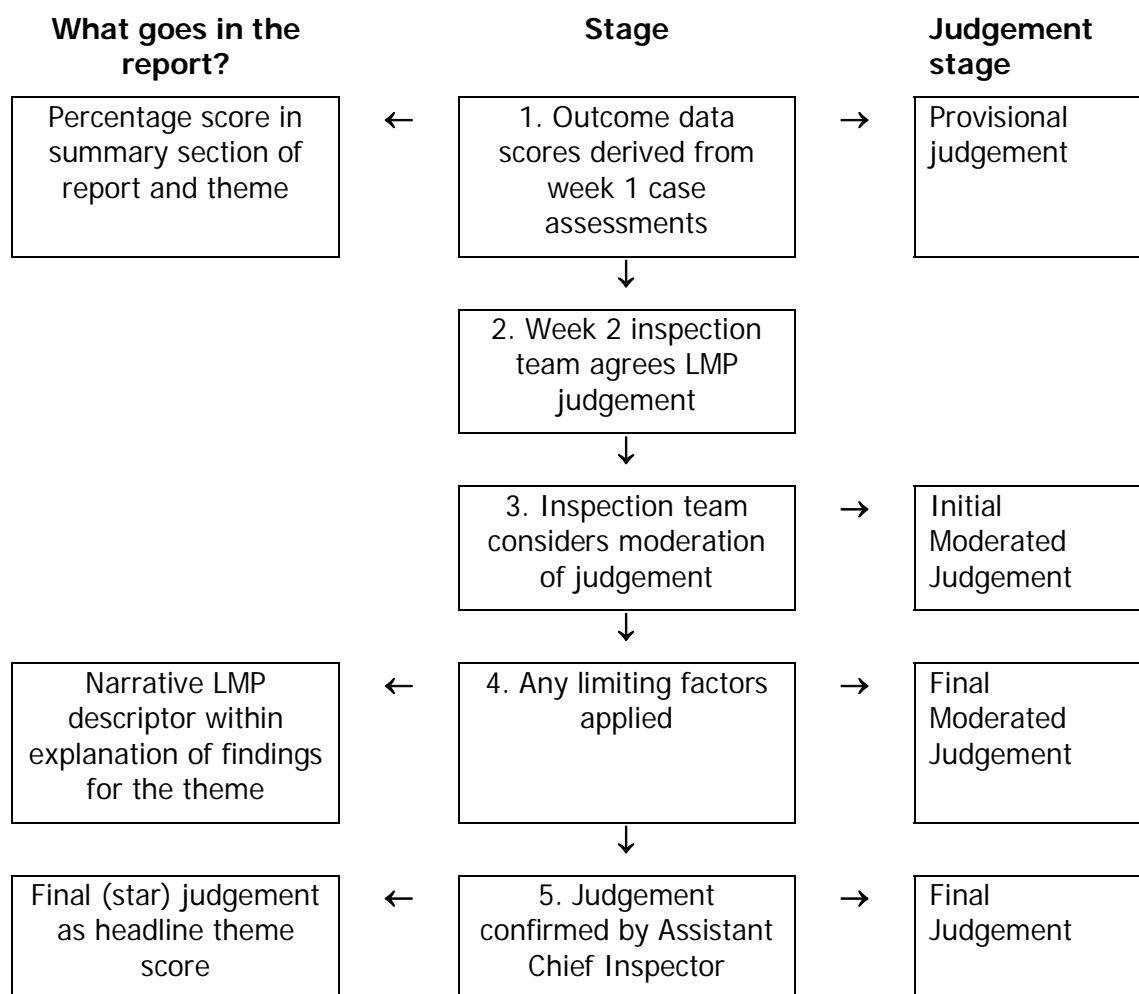 What goes in the
report?
Stage
Judgement
stage
Percentage score in
summary section of
report and theme
←
1. Outcome data
scores derived from
week 1 case
assessments
→
Provisional
judgement
↓
2. Week 2 inspection
team agrees LMP
judgement
↓
3. Inspection team
considers moderation
of judgement
→
Initial
Moderated
Judgement
↓
Narrative LMP
descriptor within
explanation of findings
for the theme
←
4. Any limiting factors
applied
→
Final
Moderated
Judgement
↓
Final (star) judgement
as headline theme
score
←
5. Judgement
confirmed by Assistant
Chief Inspector
→
Final
Judgement